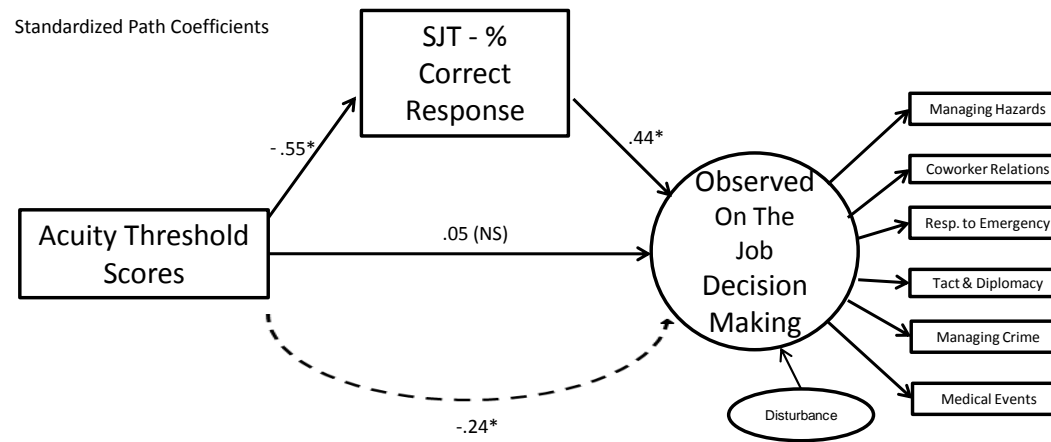 Standardized Path Coefficients
SJT - %
Correct
Response
- .55*
.44*
Acuity Threshold
Scores
.05 (NS)
Observed
On The
Job
Decision
Making
Managing Hazards
Coworker Relations
Resp. to Emergency
Tact & Diplomacy
Managing Crime
Medical Events
Disturbance
-.24*